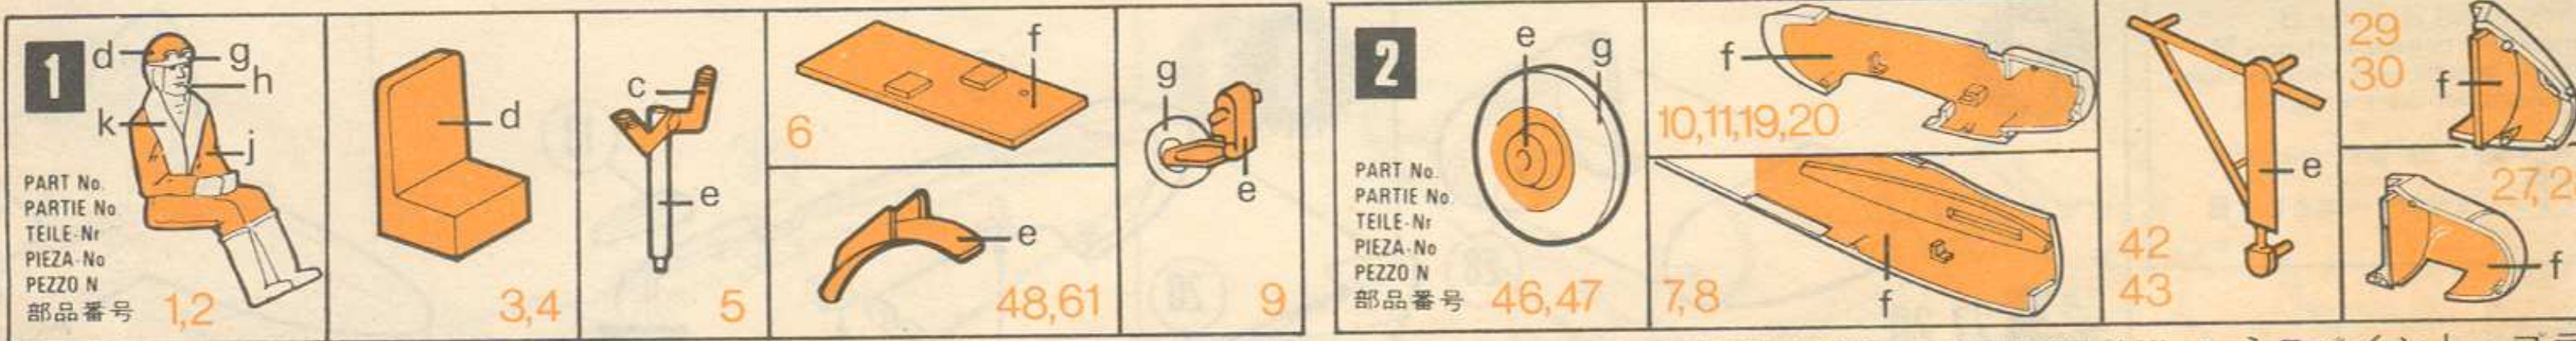 1
d
g
h
k
j
PART No.
PARTIE No
TEILE-Nr
PIEZA-No
PEZZO N
部品番号
1,2
d
3,4
c
e
5
f
6
e
48,61
g
e
9
2
e
g
PART No.
PARTIE No
TEILE-Nr
PIEZA-No
PEZZO N
部品番号
46,47
f
10,11,19,20
f
7,8
e
42
43
29
30
f
f